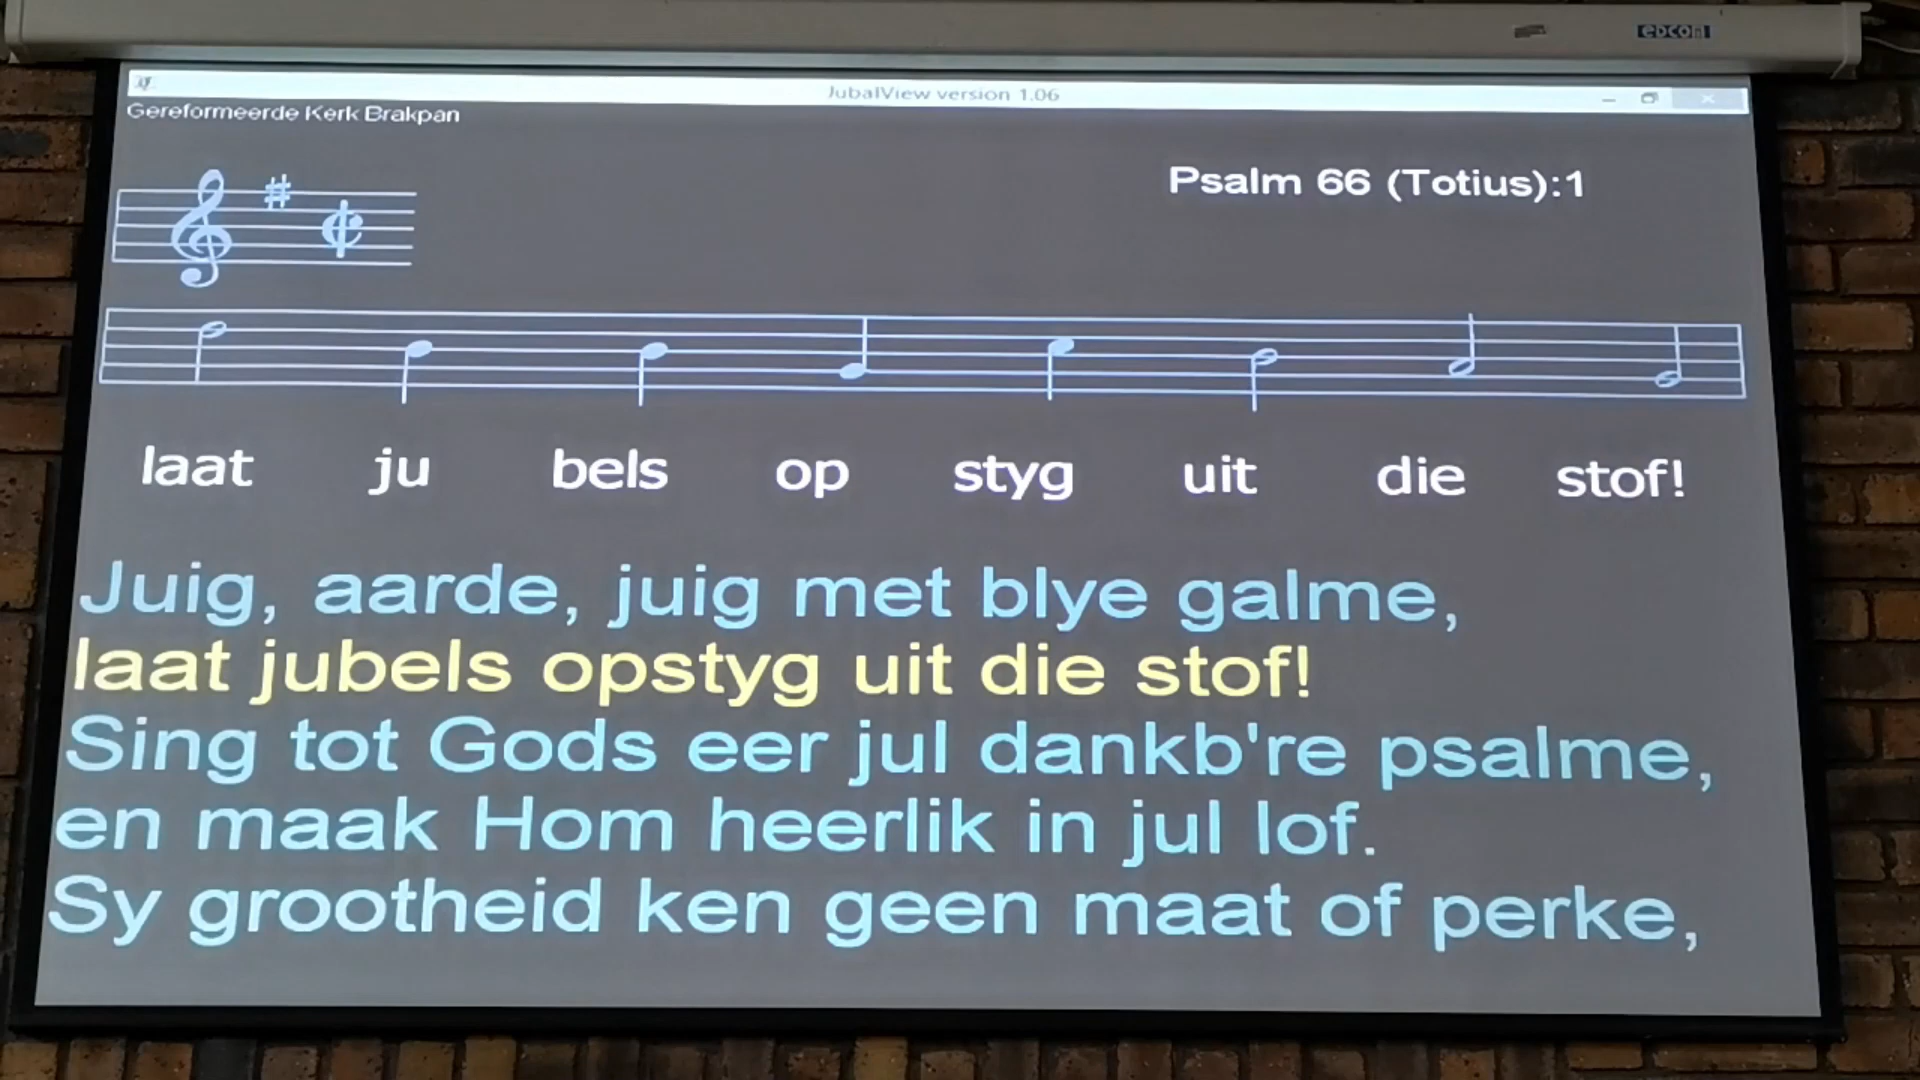 EDCOM
JubalView version 1.06
Gereformeerde Kerk Brakpan
Psalm 66 (Totius):1
laat ju bels op styg uit die stof!
Juig, aarde, juig met blye galme,
laat jubels opstyg uit die stof!
Sing tot Gods eer jul dankb're psalme,
en maak Hom heerlik in jul lof.
Sy grootheid ken geen maat of perke,